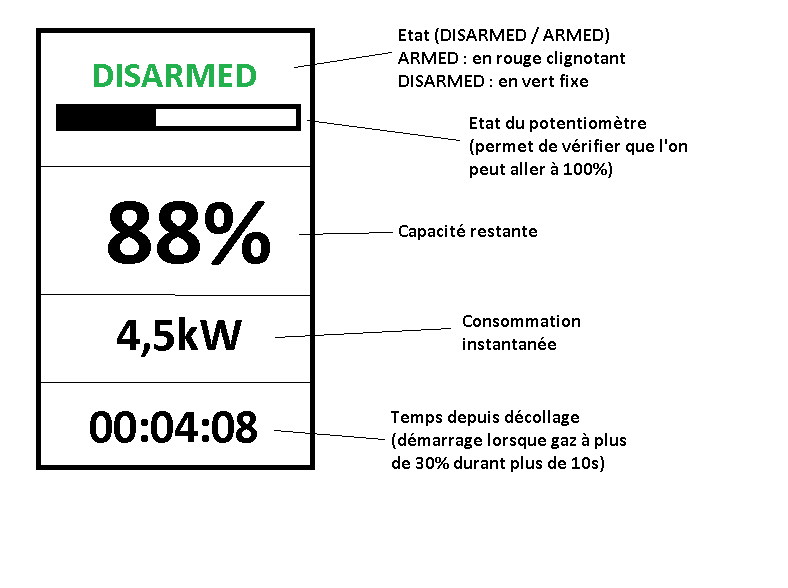 Etat (DISARMED / ARMED)
ARMED : en rouge clignotant
DISARMED : en vert fixe
DISARMED
Etat du potentiomètre
(permet de vérifier que l'on
peut aller à 100%)
88%
Capacité restante
4,5kW
Consommation
instantanée
00:04:08
Temps depuis décollage
(démarrage lorsque gaz à plus
de 30% durant plus de 10s)